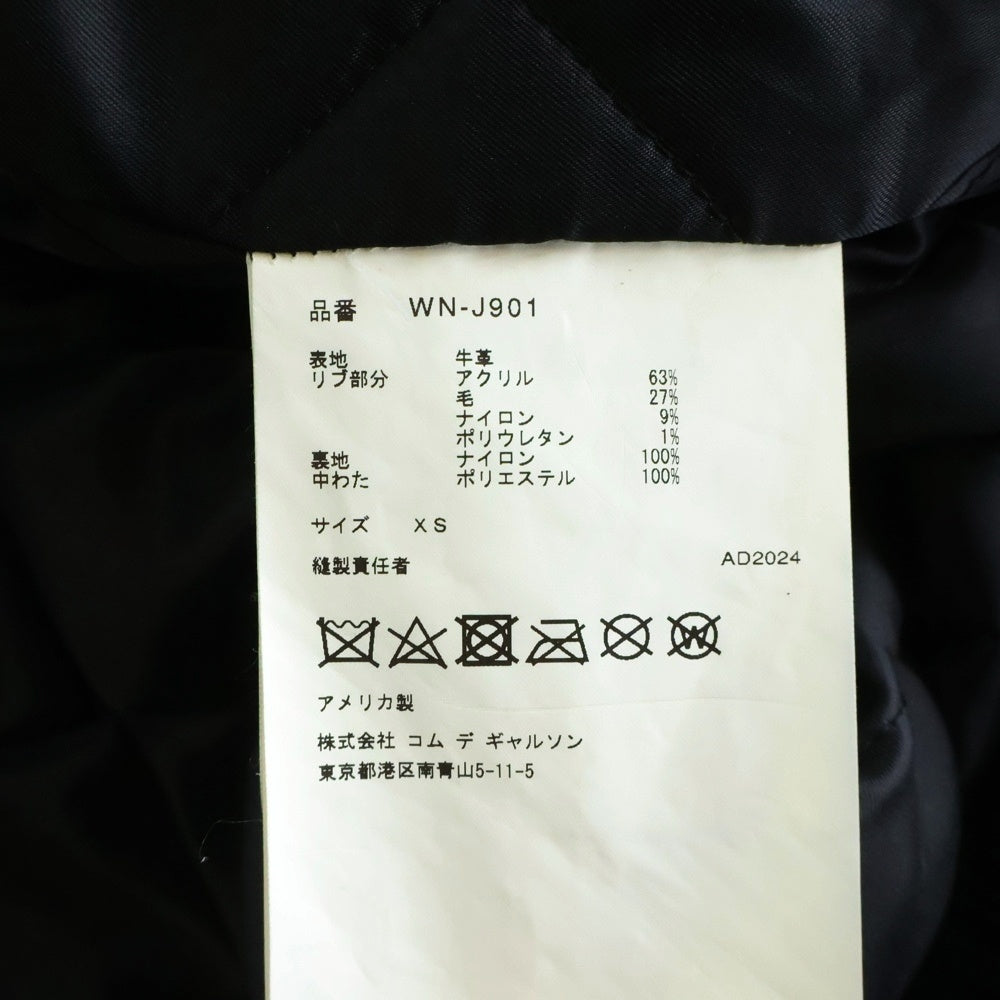 品番 WN-J901
表地 牛革
リブ部分 アクリル 63%
毛 27%
ナイロン 9%
ポリウレタン 1%
裏地 ナイロン 100%
中わた ポリエステル 100%
サイズ XS
縫製責任者 AD2024
W
アメリカ製
株式会社 コム デ ギャルソン
東京都港区南青山5-11-5